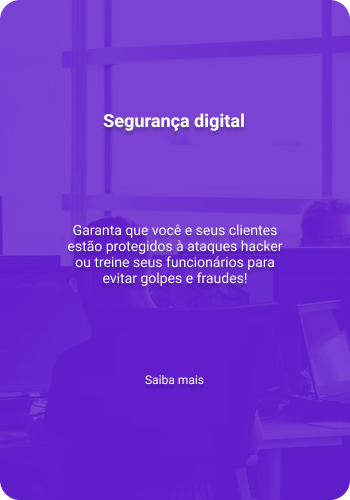 Segurança digital
Garanta que você e seus clientes
estão protegidos à ataques hacker
ou treine seus funcionários para
evitar golpes e fraudes!
Saiba mais